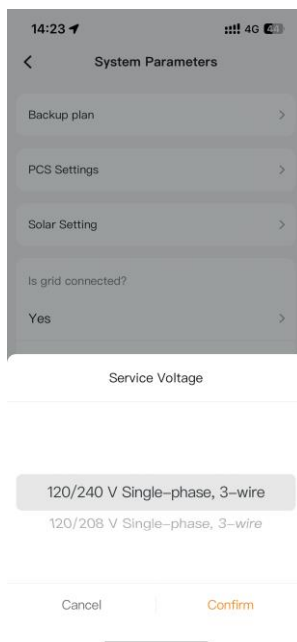 14:23
4G
System Parameters
Backup plan
PCS Settings
Solar Setting
Is grid connected?
Yes
Service Voltage
120/240 V Single-phase, 3-wire
120/208 V Single-phase, 3-wire
Cancel
Confirm